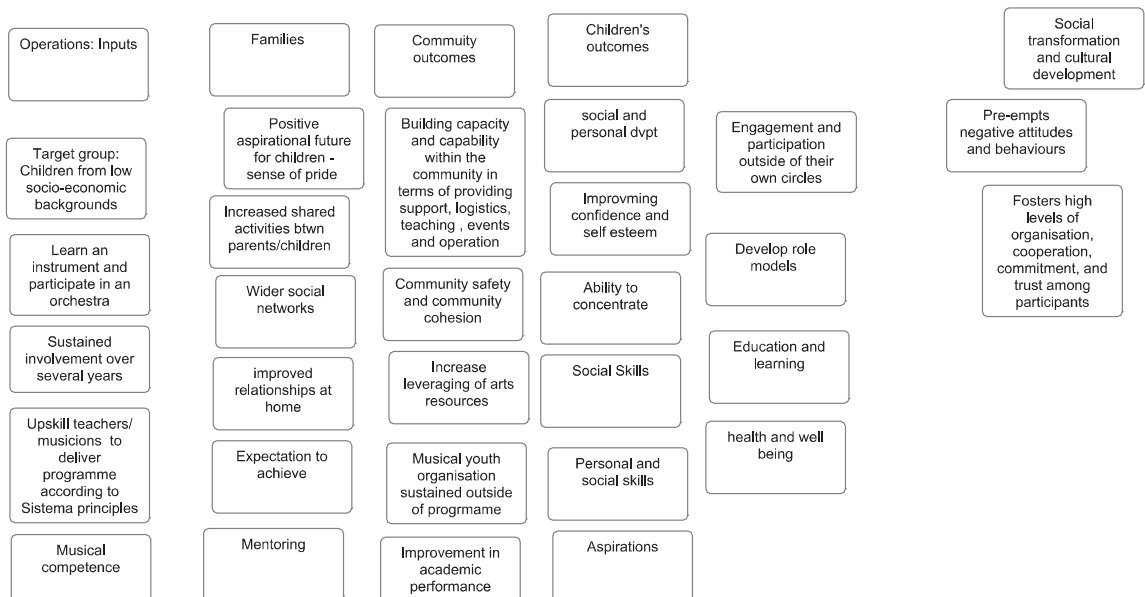 Operations: Inputs
Target group:
Children from low
socio-economic
backgrounds
Learn an
instrument and
participate in an
orchestra
Sustained
involvement over
several years
Upskill teachers/
musicions to
deliver
programme
according to
Sistema principles
Musical
competence
Families
Positive
aspirational future
for children -
sense of pride
Increased shared
activities btwn
parents/children
Wider social
networks
improved
relationships at
home
Expectation to
achieve
Mentoring
Commuity
outcomes
Building capacity
and capability
within the
community in
terms of providing
support, logistics,
teaching , events
and operation
Community safety
and community
cohesion
Increase
leveraging of arts
resources
Musical youth
organisation
sustained outside
of progrmame
Improvement in
academic
performance
Children's
outcomes
social and
personal dvpt
Improvming
confidence and
self esteem
Ability to
concentrate
Social Skills
Personal and
social skills
Aspirations
Engagement and
participation
outside of their
own circles
Develop role
models
Education and
learning
health and well
being
Social
transformation
and cultural
development
Pre-empts
negative attitudes
and behaviours
Fosters high
levels of
organisation,
cooperation,
commitment, and
trust among
participants